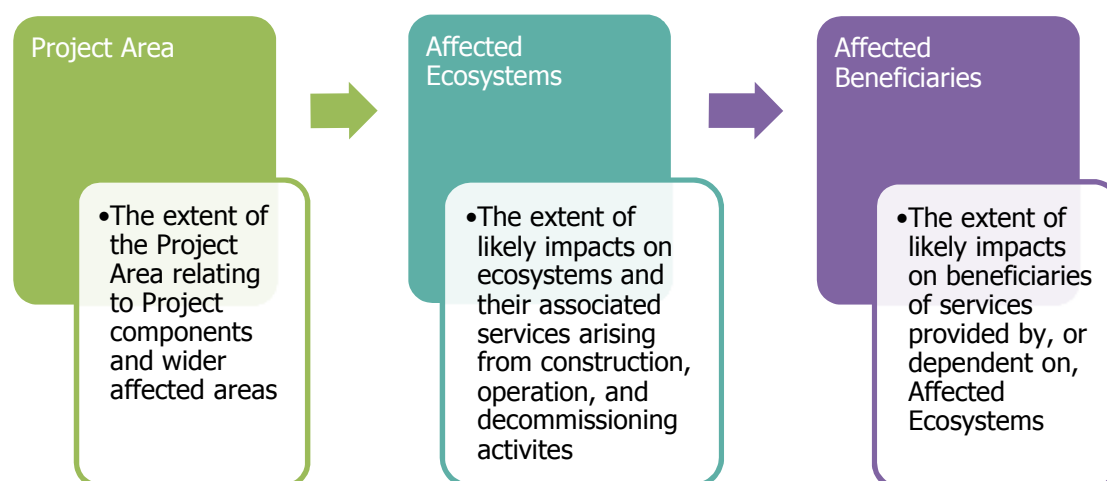 Project Area
•The extent of
the Project
Area relating
to Project
components
and wider
affected areas
Affected
Ecosystems
•The extent of
likely impacts on
ecosystems and
their associated
services arising
from construction,
operation, and
decommissioning
activites
Affected
Beneficiaries
•The extent of
likely impacts
on beneficiaries
of services
provided by, or
dependent on,
Affected
Ecosystems